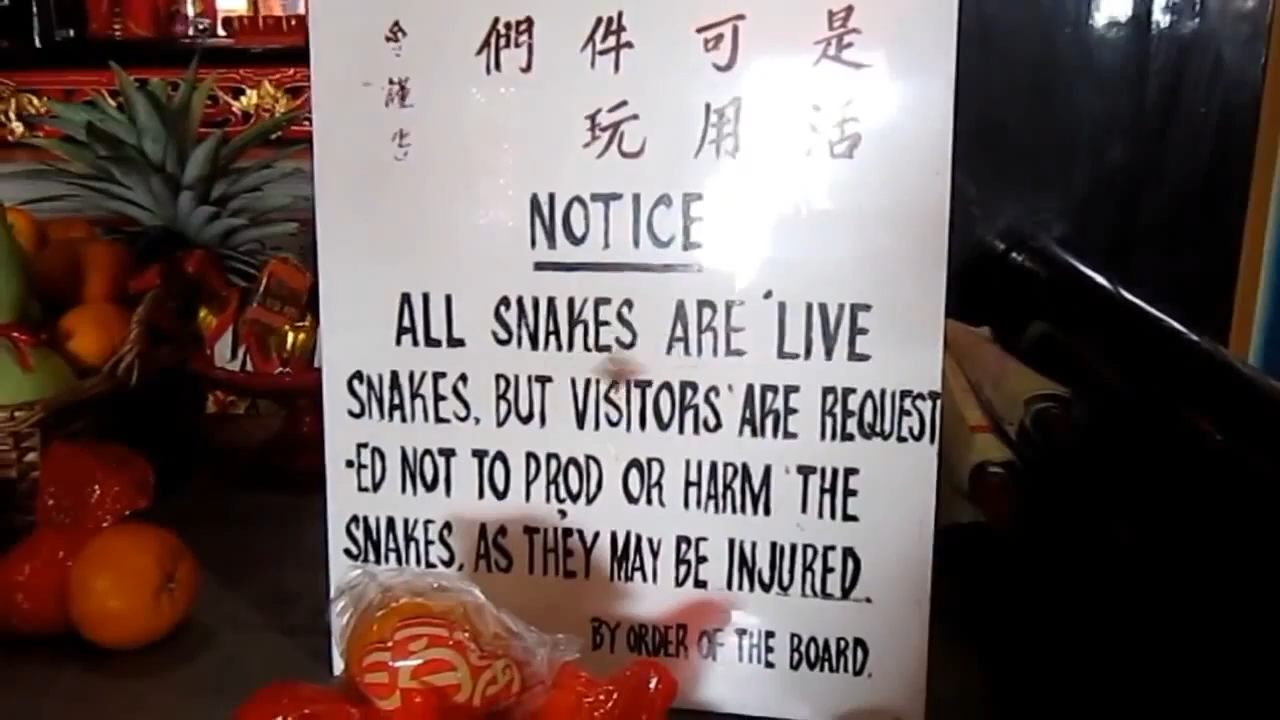 們 件 可 是
玩 用 活
謹
NOTICE
ALL SNAKES ARE LIVE
SNAKES, BUT VISITORS ARE REQUEST
-ED NOT TO PROD OR HARM THE
SNAKES, AS THEY MAY BE INJURED.
BY ORDER OF THE BOARD.